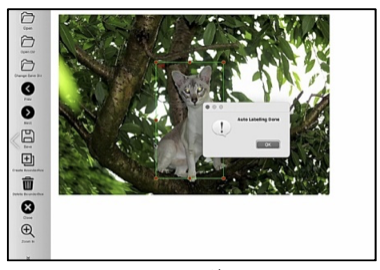 Open
Open Dir
Change Save Dir
Prev
Next
Save
Create RectBox
Delete RectBox
Close
Zoom In
Auto Labeling Done
OK